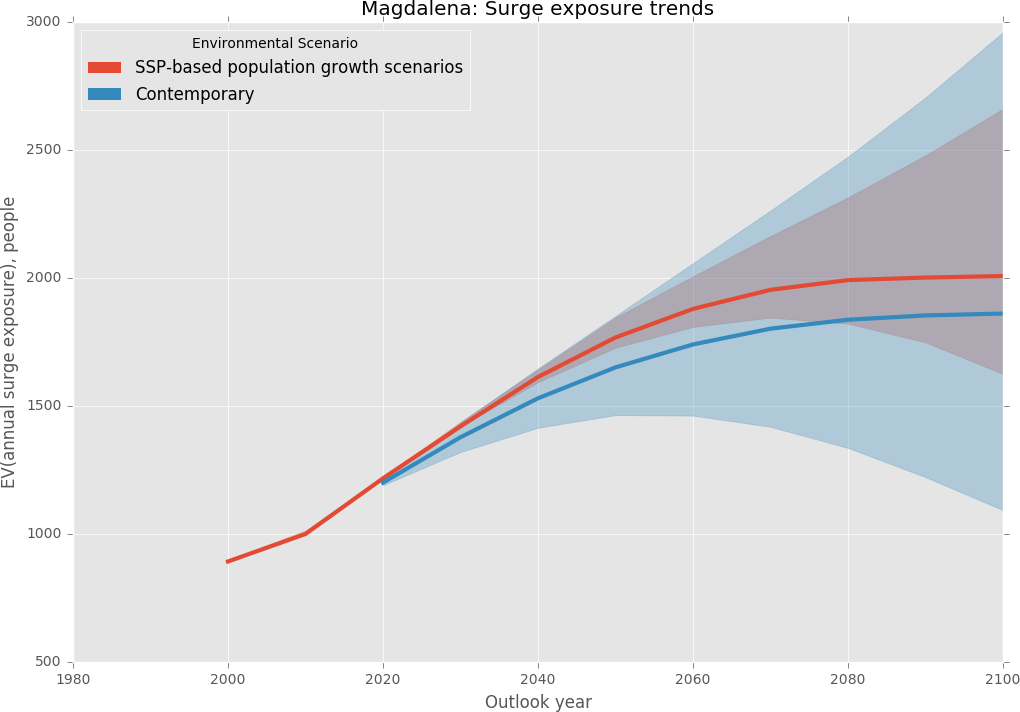 Magdalena: Surge exposure trends
Environmental Scenario
SSP-based population growth scenarios
Contemporary
EV(annual surge exposure), people
3000
2500
2000
1500
1000
500
1980 2000 2020 2040 2060 2080 2100
Outlook year